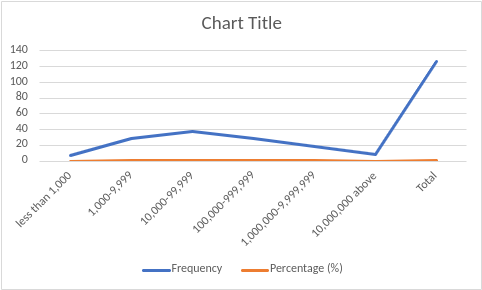 Chart Title
140
120
100
80
60
40
20
0
less than 1,000
1,000-9,999
10,000-99,999
100,000-999,999
1,000,000-9,999,999
10,000,000 above
Total
Frequency
Percentage (%)